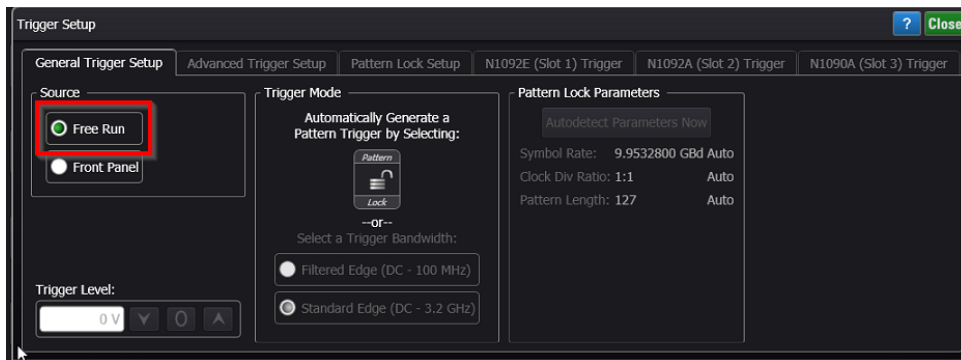 Trigger Setup
? Close
General Trigger Setup Advanced Trigger Setup Pattern Lock Setup N1092E (Slot 1) Trigger N1092A (Slot 2) Trigger N1090A (Slot 3) Trigger
Source
Free Run
Front Panel
Trigger Level:
0 V 0
Trigger Mode
Automatically Generate a
Pattern Trigger by Selecting:
Pattern
Lock
--or--
Select a Trigger Bandwidth:
Filtered Edge (DC - 100 MHz)
Standard Edge (DC - 3.2 GHz)
Pattern Lock Parameters
Autodetect Parameters Now
Symbol Rate: 9.9532800 GBd Auto
Clock Div Ratio: 1:1 Auto
Pattern Length: 127 Auto